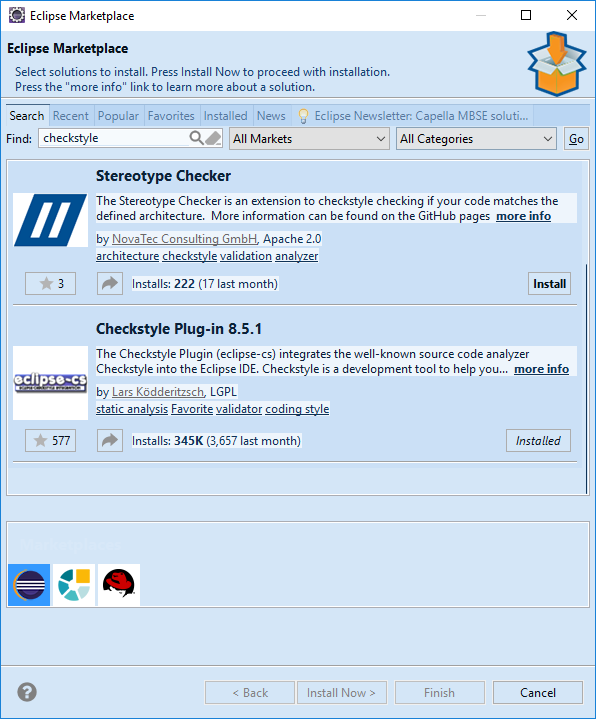 Eclipse Marketplace
Eclipse Marketplace
Select solutions to install. Press Install Now to proceed with installation.
Press the "more info" link to learn more about a solution.
Search Recent Popular Favorites Installed News Eclipse Newsletter: Capella MBSE soluti...
Find: checkstyle All Markets All Categories Go
Stereotype Checker
The Stereotype Checker is an extension to checkstyle checking if your code matches the
defined architecture. More information can be found on the GitHub pages more info
by NovaTec Consulting GmbH, Apache 2.0
architecture checkstyle validation analyzer
3 Installs: 222 (17 last month) Install
Checkstyle Plug-in 8.5.1
The Checkstyle Plugin (eclipse-cs) integrates the well-known source code analyzer
Checkstyle into the Eclipse IDE. Checkstyle is a development tool to help you... more info
eclipse-cs
by Lars Ködderitzsch, LGPL
static analysis Favorite validator coding style
577 Installs: 345K (3,657 last month) Installed
? < Back Install Now > Finish Cancel